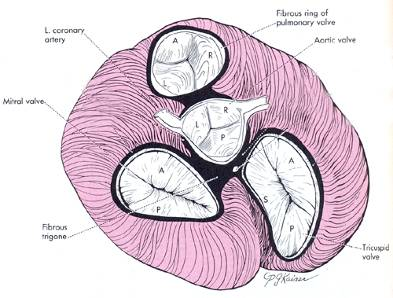 Fibrous ring of
pulmonary valve
L. coronary
artery
Aortic valve
A
R
R
L
P
Mitral valve
A
P
A
S
P
Fibrous
trigone
Tricuspid
valve